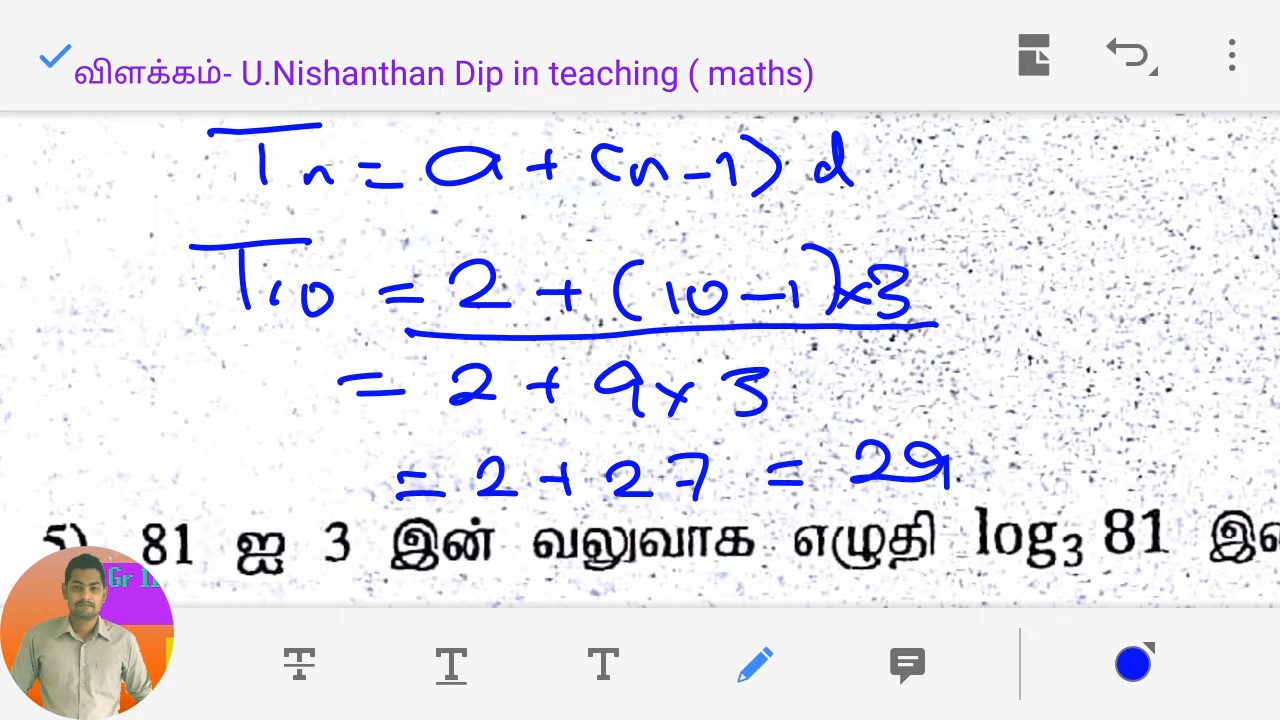 விளக்கம்- U.Nishanthan Dip in teaching ( maths)
Tn = a + (n-1) d
T10 = 2 + (10-1)×3
= 2 + 9×3
= 2 + 27 = 29
5) 81 ஐ 3 இன் வலுவாக எழுதி log₃ 81
Gr